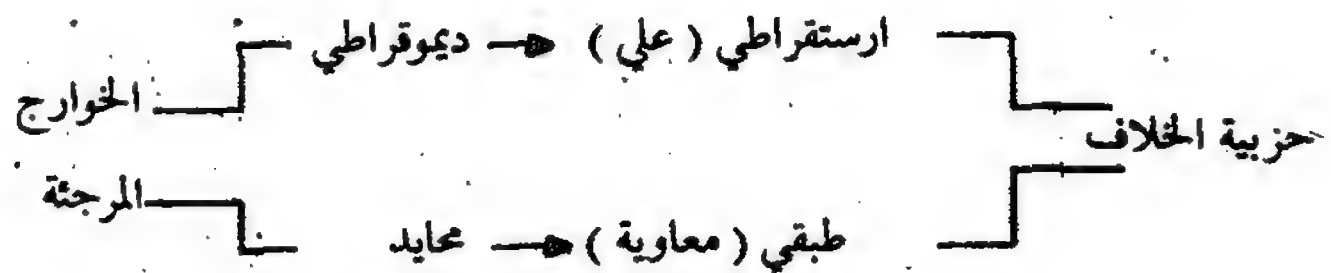 ارستقراطي ( علي ) ← ديموقراطي
الخوارج
حزبية الخلاف
المرجئة
طبقي ( معاوية ) ← محايد